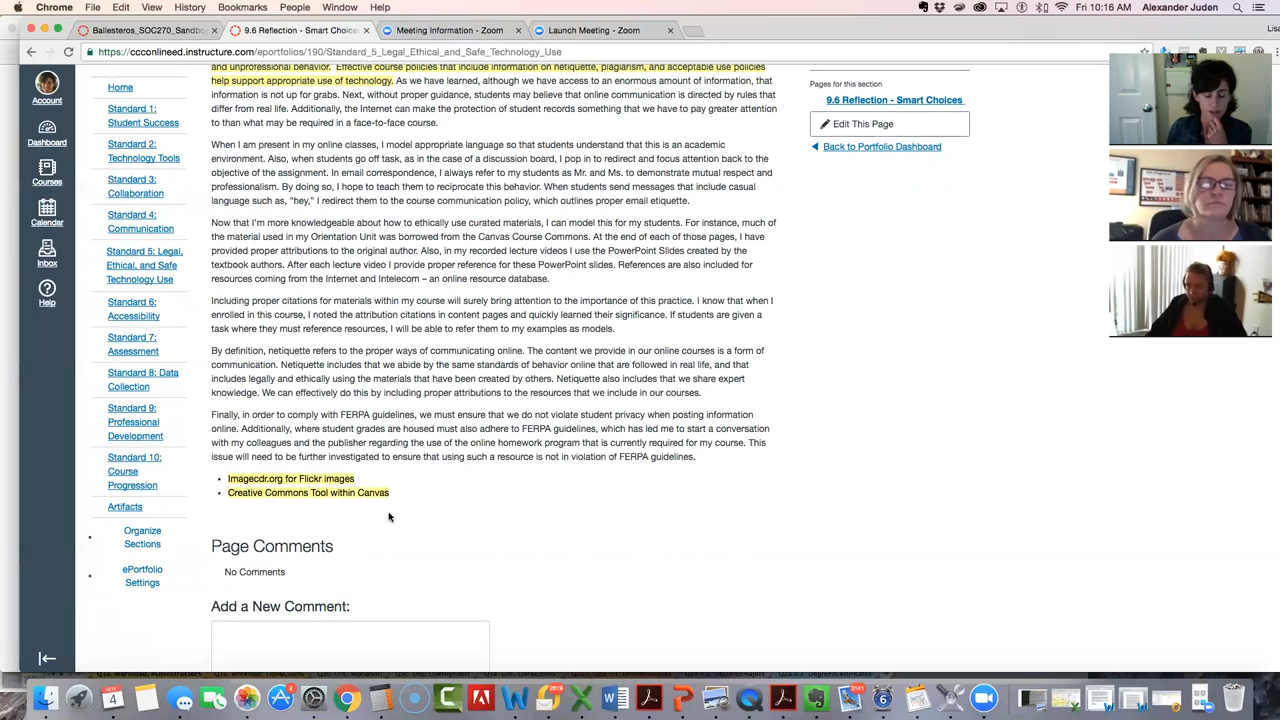 Chrome File Edit View History Bookmarks People Window Help
Fri 10:16 AM Alexander Juden
Ballesteros_SOC270_Sandbo
9.6 Reflection - Smart Choices
Meeting Information - Zoom
Launch Meeting - Zoom
https://ccconlineed.instructure.com/eportfolios/190/Standard_5_Legal_Ethical_and_Safe_Technology_Use
Account
Dashboard
Courses
Calendar
Inbox
Help
Home
Standard 1:
Student Success
Standard 2:
Technology Tools
Standard 3:
Collaboration
Standard 4:
Communication
Standard 5: Legal,
Ethical, and Safe
Technology Use
Standard 6:
Accessibility
Standard 7:
Assessment
Standard 8: Data
Collection
Standard 9:
Professional
Development
Standard 10:
Course
Progression
Artifacts
Organize
Sections
ePortfolio
Settings
and unprofessional behavior. Effective course policies that include information on netiquette, plagiarism, and acceptable use policies
help support appropriate use of technology. As we have learned, although we have access to an enormous amount of information, that
information is not up for grabs. Next, without proper guidance, students may believe that online communication is directed by rules that
differ from real life. Additionally, the Internet can make the protection of student records something that we have to pay greater attention
to than what may be required in a face-to-face course.
When I am present in my online classes, I model appropriate language so that students understand that this is an academic
environment. Also, when students go off task, as in the case of a discussion board, I pop in to redirect and focus attention back to the
objective of the assignment. In email correspondence, I always refer to my students as Mr. and Ms. to demonstrate mutual respect and
professionalism. By doing so, I hope to teach them to reciprocate this behavior. When students send messages that include casual
language such as, "hey," I redirect them to the course communication policy, which outlines proper email etiquette.
Now that I'm more knowledgeable about how to ethically use curated materials, I can model this for my students. For instance, much of
the material used in my Orientation Unit was borrowed from the Canvas Course Commons. At the end of each of those pages, I have
provided proper attributions to the original author. Also, in my recorded lecture videos I use the PowerPoint Slides created by the
textbook authors. After each lecture video I provide proper reference for these PowerPoint slides. References are also included for
resources coming from the Internet and Intelecom – an online resource database.
Including proper citations for materials within my course will surely bring attention to the importance of this practice. I know that when I
enrolled in this course, I noted the attribution citations in content pages and quickly learned their significance. If students are given a
task where they must reference resources, I will be able to refer them to my examples as models.
By definition, netiquette refers to the proper ways of communicating online. The content we provide in our online courses is a form of
communication. Netiquette includes that we abide by the same standards of behavior online that are followed in real life, and that
includes legally and ethically using the materials that have been created by others. Netiquette also includes that we share expert
knowledge. We can effectively do this by including proper attributions to the resources that we include in our courses.
Finally, in order to comply with FERPA guidelines, we must ensure that we do not violate student privacy when posting information
online. Additionally, where student grades are housed must also adhere to FERPA guidelines, which has led me to start a conversation
with my colleagues and the publisher regarding the use of the online homework program that is currently required for my course. This
issue will need to be further investigated to ensure that using such a resource is not in violation of FERPA guidelines.
Imagecdr.org for Flickr images
Creative Commons Tool within Canvas
Page Comments
No Comments
Add a New Comment:
Pages for this section
9.6 Reflection - Smart Choices
Edit This Page
Back to Portfolio Dashboard